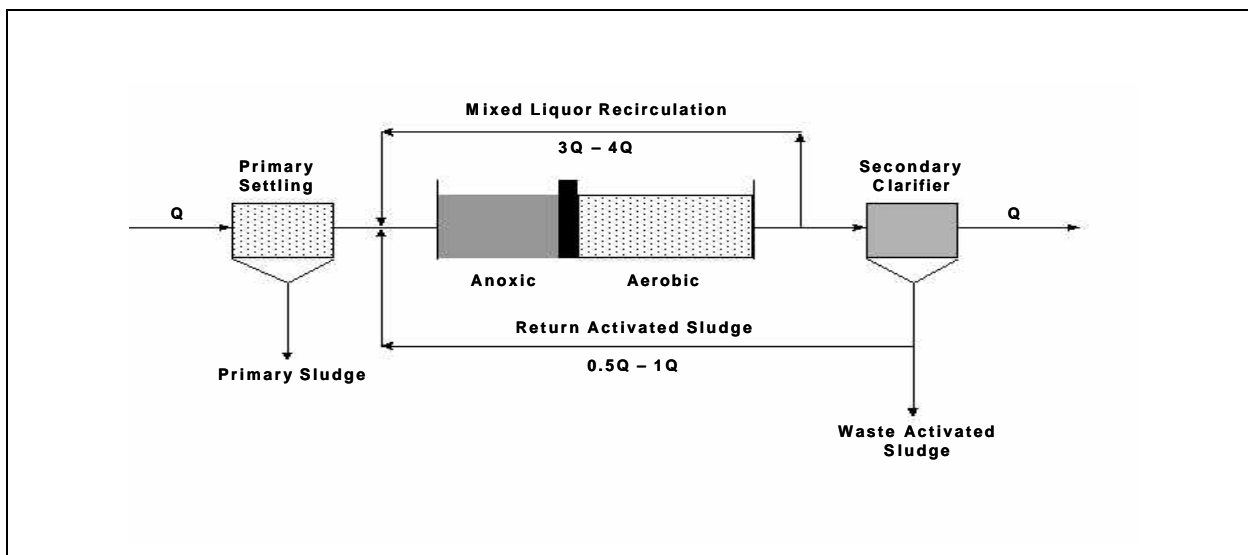 Mixed Liquor Recirculation
3Q – 4Q
Primary
Settling
Secondary
Clarifier
Q
Q
Anoxic
Aerobic
Return Activated Sludge
0.5Q – 1Q
Primary Sludge
Waste Activated
Sludge